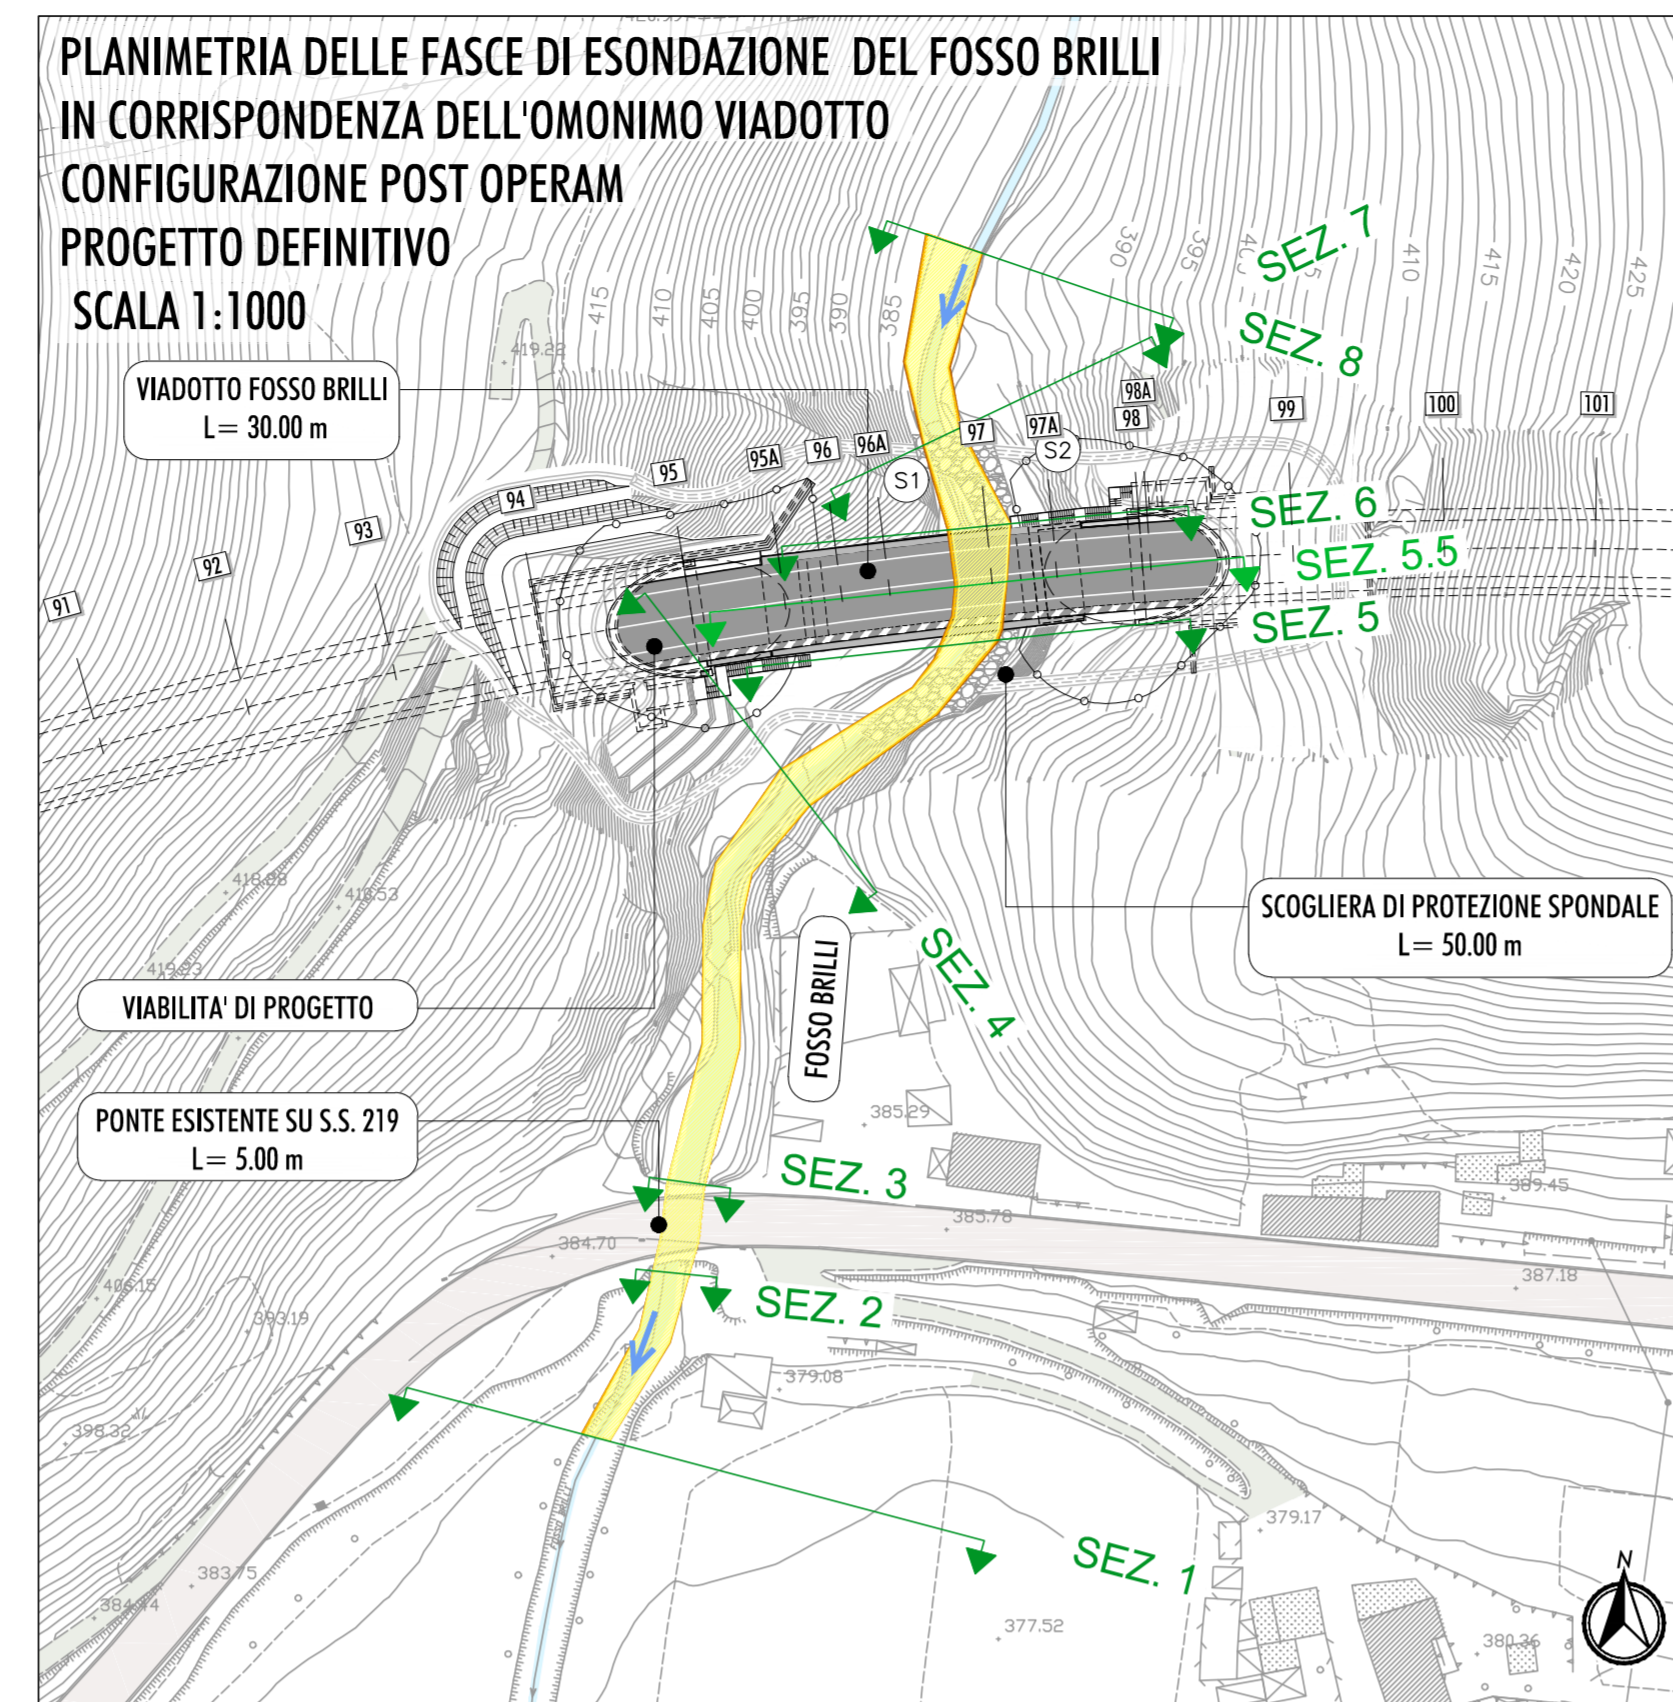 PLANIMETRIA DELLE FASCE DI ESONDAZIONE DEL FOSSO BRILLI
IN CORRISPONDENZA DELL'OMONIMO VIADOTTO
CONFIGURAZIONE POST OPERAM
PROGETTO DEFINITIVO
SCALA 1:1000
SEZ. 7
SEZ. 8
390
395
410
415
420
425
415
410
405
400
395
390
385
419.22
VIADOTTO FOSSO BRILLI
L= 30.00 m
91
92
93
94
95
95A
96
96A
97
97A
98A
98
99
100
101
S1
S2
SEZ. 6
SEZ. 5.5
SEZ. 5
SCOGLIERA DI PROTEZIONE SPONDALE
L= 50.00 m
418.88
418.53
419.23
SEZ. 4
FOSSO BRILLI
VIABILITA' DI PROGETTO
PONTE ESISTENTE SU S.S. 219
L= 5.00 m
385.29
SEZ. 3
389.45
385.78
384.70
387.18
406.15
393.19
SEZ. 2
379.08
398.32
379.17
SEZ. 1
383.75
384.44
377.52
380.36
N